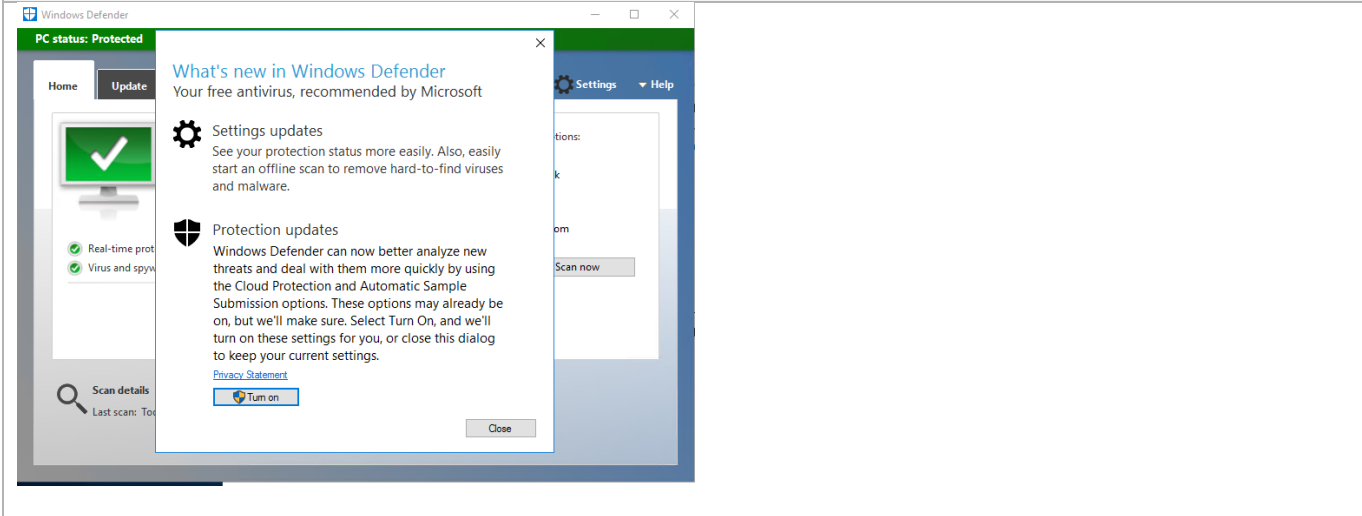 Windows Defender
PC status: Protected
Home
Update
Settings
Help
What's new in Windows Defender
Your free antivirus, recommended by Microsoft
Settings updates
See your protection status more easily. Also, easily
start an offline scan to remove hard-to-find viruses
and malware.
Protection updates
Windows Defender can now better analyze new
threats and deal with them more quickly by using
the Cloud Protection and Automatic Sample
Submission options. These options may already be
on, but we'll make sure. Select Turn On, and we'll
turn on these settings for you, or close this dialog
to keep your current settings.
Privacy Statement
Turn on
Close
Real-time prot
Virus and spyw
tions:
k
om
Scan now
Scan details
Last scan: Too